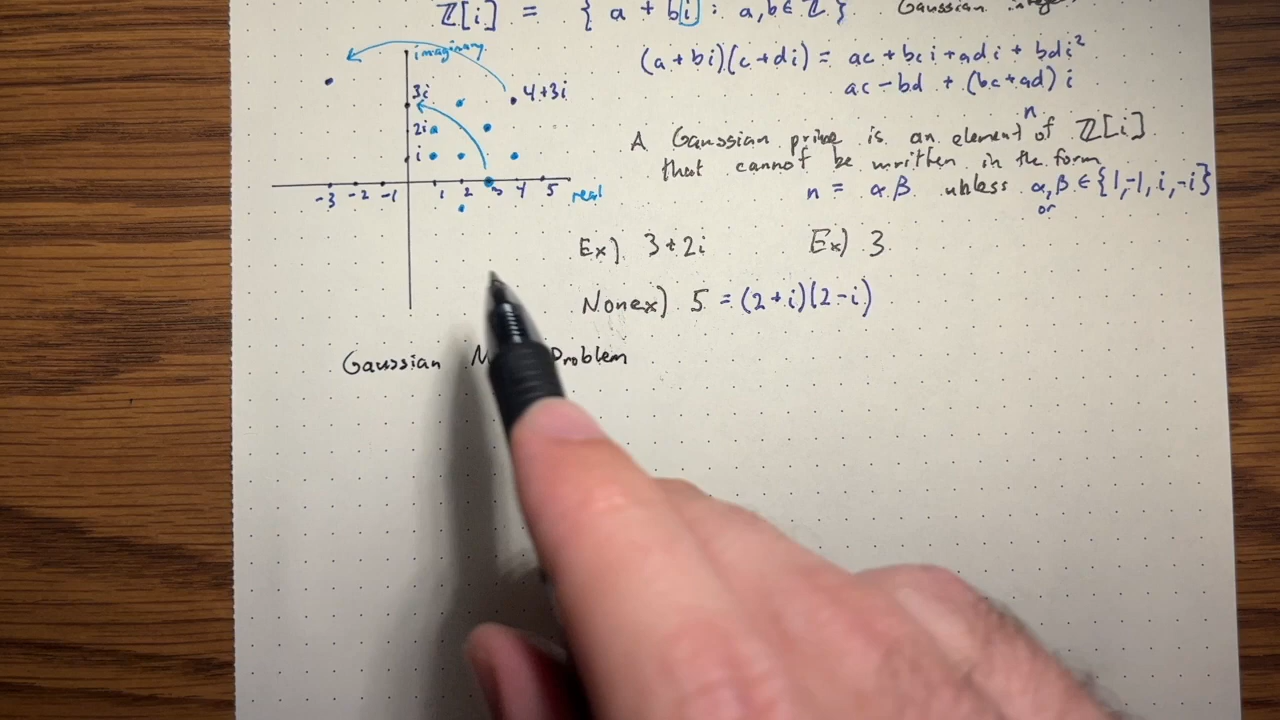 ℤ[i] = { a + bi : a, b ∈ ℤ } Gaussian
imaginary
(a+bi)(c+di) = ac + bci + adi + bdi²
3i
4+3i
ac - bd + (bc+ad) i
2i
n
A Gaussian prime is an element of ℤ[i]
i
that cannot be written in the form
-3 -2 -1 1 2 3 4 5 real
n = α β unless α, β ∈ {1, -1, i, -i}
or
Ex) 3 + 2i Ex) 3
Nonex) 5 = (2+i)(2-i)
Gaussian Problem